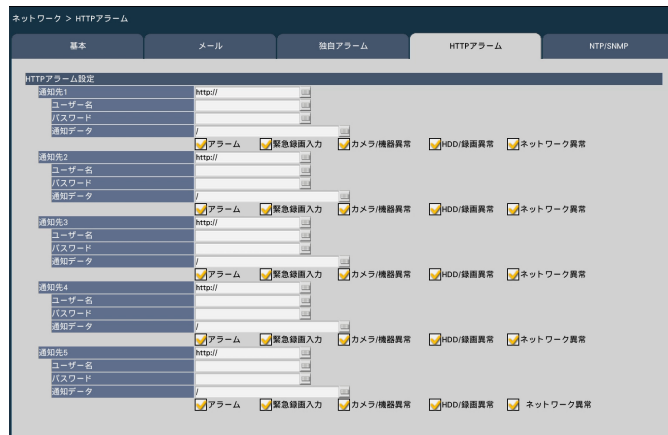 ネットワーク > HTTPアラーム
基本 メール 独自アラーム HTTPアラーム NTP/SNMP
HTTPアラーム設定
通知先1 http://
ユーザー名
パスワード
通知データ /
アラーム 緊急録画入力 カメラ/機器異常 HDD/録画異常 ネットワーク異常
通知先2 http://
ユーザー名
パスワード
通知データ /
アラーム 緊急録画入力 カメラ/機器異常 HDD/録画異常 ネットワーク異常
通知先3 http://
ユーザー名
パスワード
通知データ /
アラーム 緊急録画入力 カメラ/機器異常 HDD/録画異常 ネットワーク異常
通知先4 http://
ユーザー名
パスワード
通知データ /
アラーム 緊急録画入力 カメラ/機器異常 HDD/録画異常 ネットワーク異常
通知先5 http://
ユーザー名
パスワード
通知データ /
アラーム 緊急録画入力 カメラ/機器異常 HDD/録画異常 ネットワーク異常